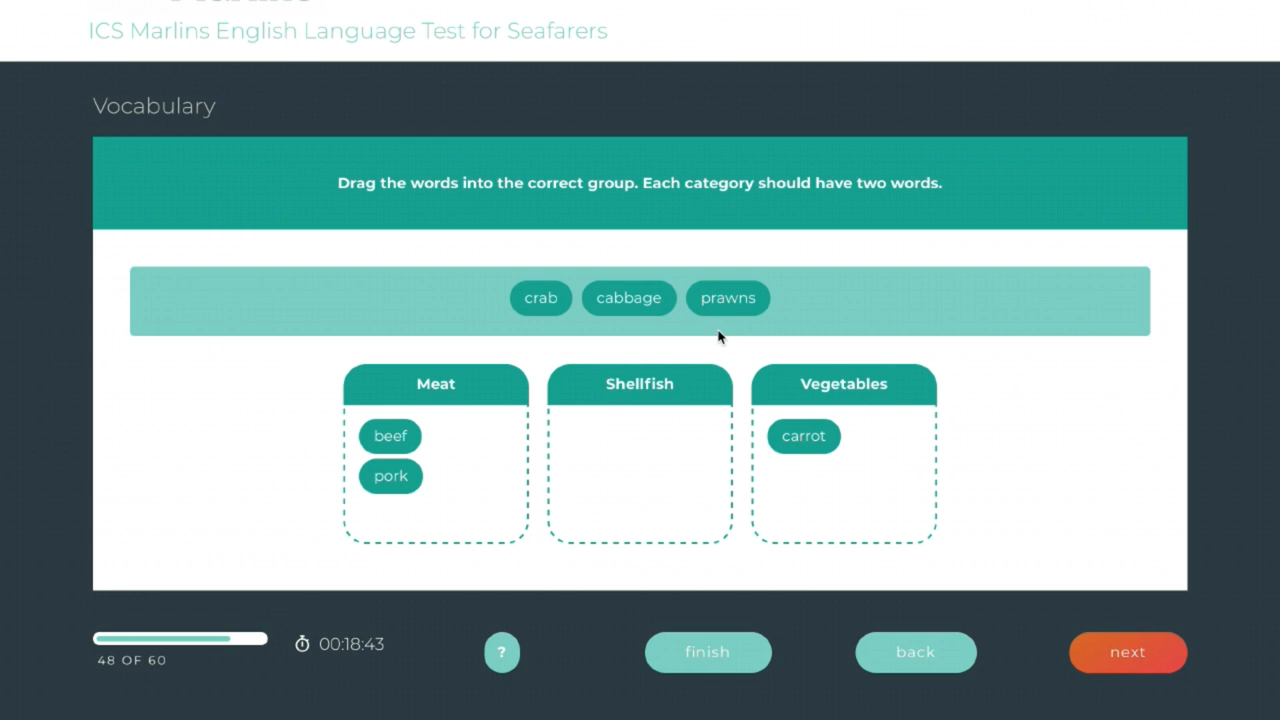 ICS Marlins English Language Test for Seafarers
Vocabulary
Drag the words into the correct group. Each category should have two words.
crab cabbage prawns
Meat Shellfish Vegetables
beef carrot
pork
00:18:43
48 OF 60
? finish back next